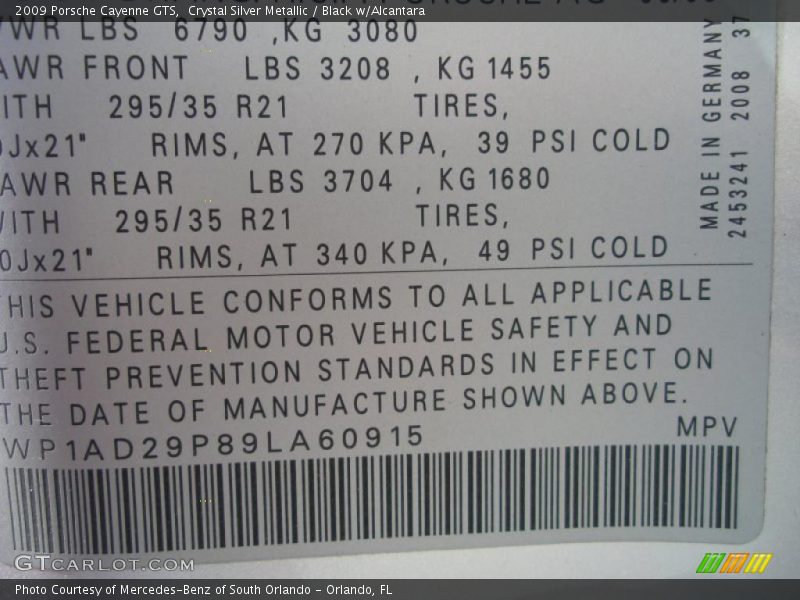 2009 Porsche Cayenne GTS, Crystal Silver Metallic / Black w/Alcantara
VWR LBS 6790 ,KG 3080
AWR FRONT LBS 3208 , KG 1455
ITH 295/35 R21 TIRES,
0Jx21" RIMS, AT 270 KPA, 39 PSI COLD
AWR REAR LBS 3704 , KG 1680
WITH 295/35 R21 TIRES,
0Jx21" RIMS, AT 340 KPA, 49 PSI COLD
MADE IN GERMANY
2453241 2008 37
HIS VEHICLE CONFORMS TO ALL APPLICABLE
U.S. FEDERAL MOTOR VEHICLE SAFETY AND
THEFT PREVENTION STANDARDS IN EFFECT ON
THE DATE OF MANUFACTURE SHOWN ABOVE.
WP1AD29P89LA60915 MPV
GTCARLOT.COM
Photo Courtesy of Mercedes-Benz of South Orlando - Orlando, FL